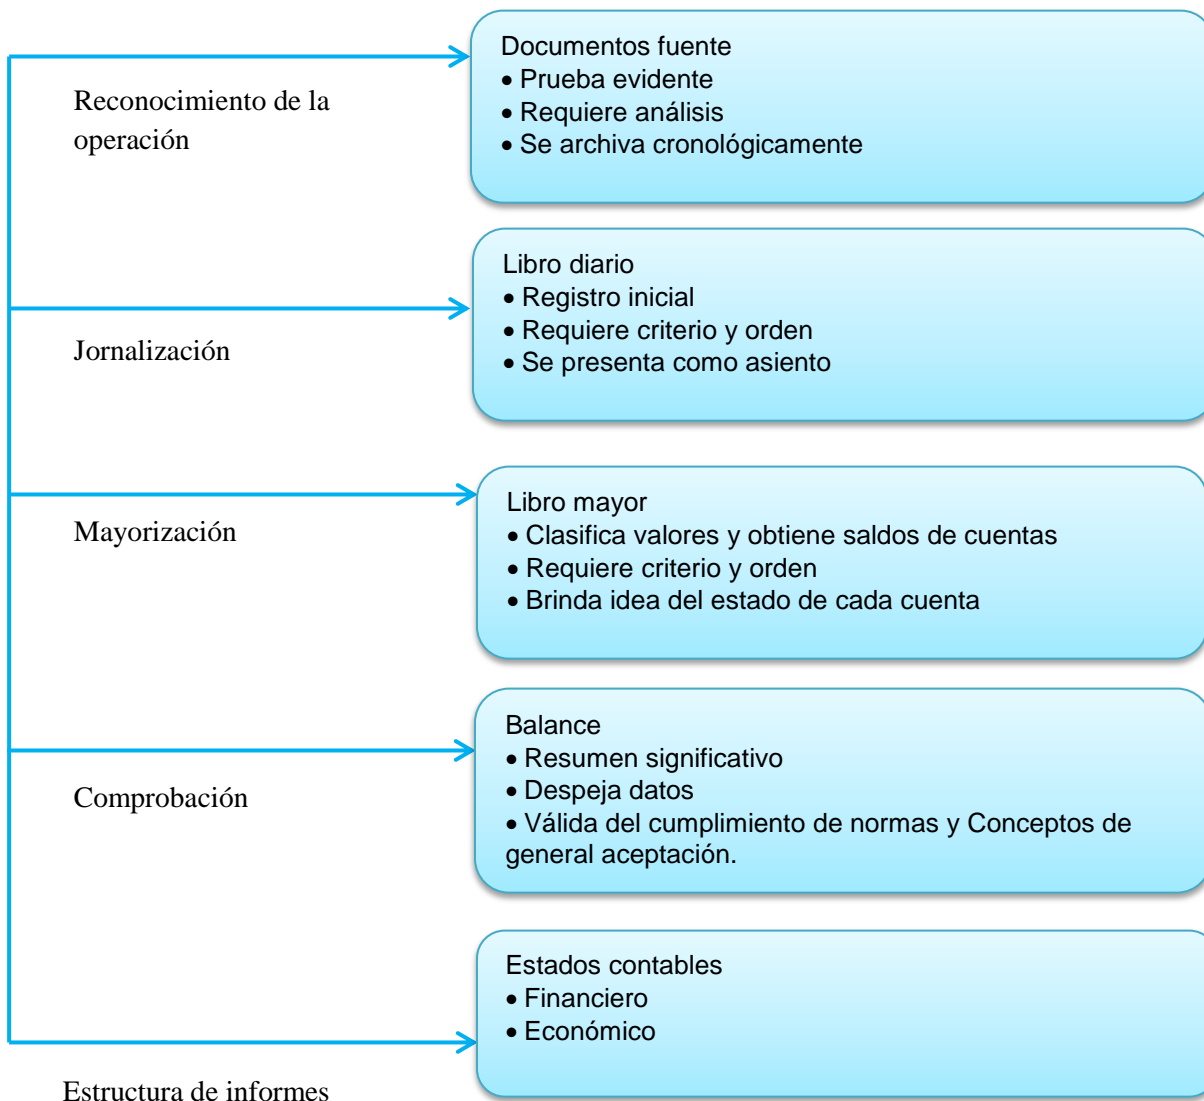 Documentos fuente
• Prueba evidente
• Requiere análisis
• Se archiva cronológicamente
Reconocimiento de la
operación
Libro diario
• Registro inicial
• Requiere criterio y orden
• Se presenta como asiento
Jornalización
Libro mayor
• Clasifica valores y obtiene saldos de cuentas
• Requiere criterio y orden
• Brinda idea del estado de cada cuenta
Mayorización
Balance
• Resumen significativo
• Despeja datos
• Válida del cumplimiento de normas y Conceptos de
general aceptación.
Comprobación
Estados contables
• Financiero
• Económico
Estructura de informes